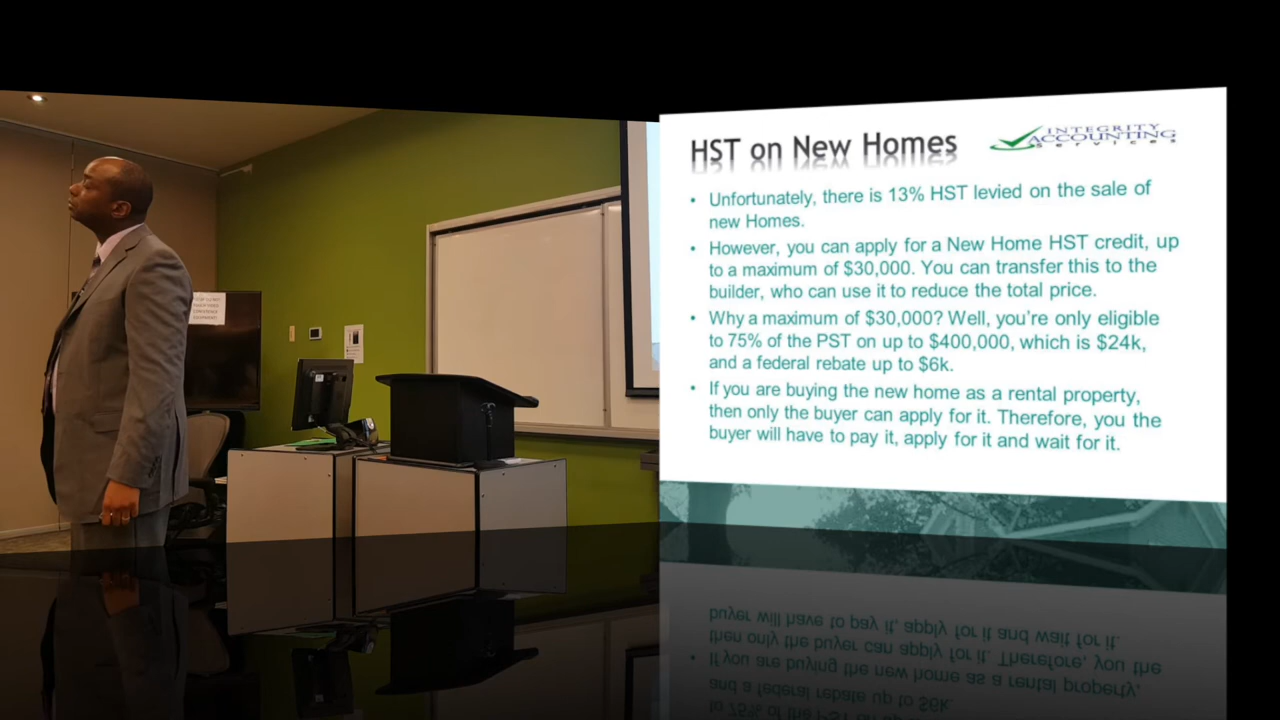 HST on New Homes
INTEGRITY
ACCOUNTING
Services
• Unfortunately, there is 13% HST levied on the sale of
new Homes.
• However, you can apply for a New Home HST credit, up
to a maximum of $30,000. You can transfer this to the
builder, who can use it to reduce the total price.
• Why a maximum of $30,000? Well, you're only eligible
to 75% of the PST on up to $400,000, which is $24k,
and a federal rebate up to $6k.
• If you are buying the new home as a rental property,
then only the buyer can apply for it. Therefore, you the
buyer will have to pay it, apply for it and wait for it.